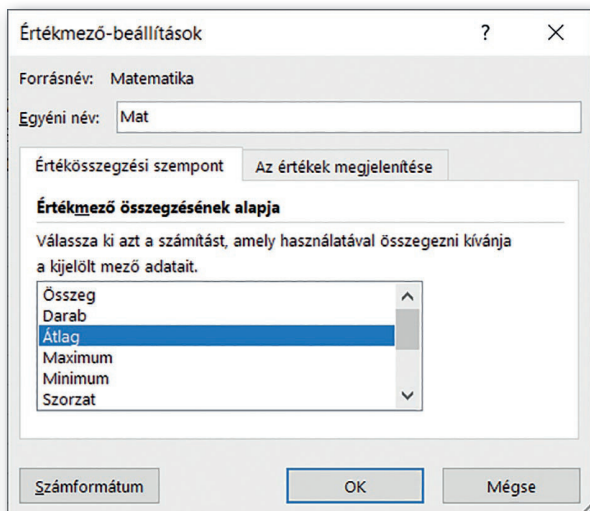 Értékmező-beállítások ?
Forrásnév: Matematika
Egyéni név: Mat
Értékösszegzési szempont Az értékek megjelenítése
Értékmező összegzésének alapja
Válassza ki azt a számítást, amely használatával összegezni kívánja
a kijelölt mező adatait.
Összeg
Darab
Átlag
Maximum
Minimum
Szorzat
Számformátum OK Mégse